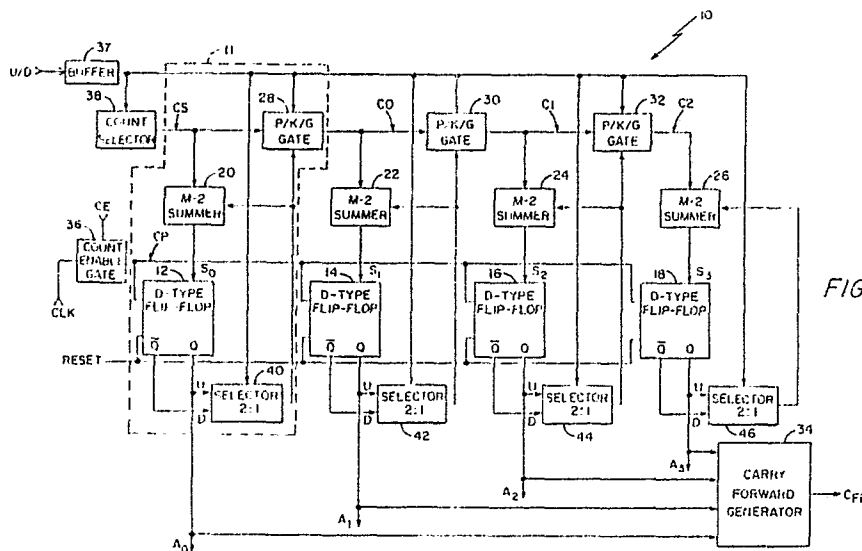 10
37
U/D
BUFFER
11
38
COUNT
SELECTOR
CS
28
P/K/G
GATE
C0
30
P/K/G
GATE
C1
32
P/K/G
GATE
C2
20
M-2
SUMMER
22
M-2
SUMMER
24
M-2
SUMMER
26
M-2
SUMMER
CE
36
COUNT
ENABLE
GATE
CLK
CP
12
S0
D-TYPE
FLIP-FLOP
Q̅ Q
14
S1
D-TYPE
FLIP-FLOP
Q̅ Q
16
S2
D-TYPE
FLIP-FLOP
Q̅ Q
18
S3
D-TYPE
FLIP-FLOP
Q̅ Q
FIG
RESET
40
U
D
SELECTOR
2:1
U
D
SELECTOR
2:1
42
U
D
SELECTOR
2:1
44
U
D
SELECTOR
2:1
46
34
CARRY
FORWARD
GENERATOR
A3
A2
A1
A0